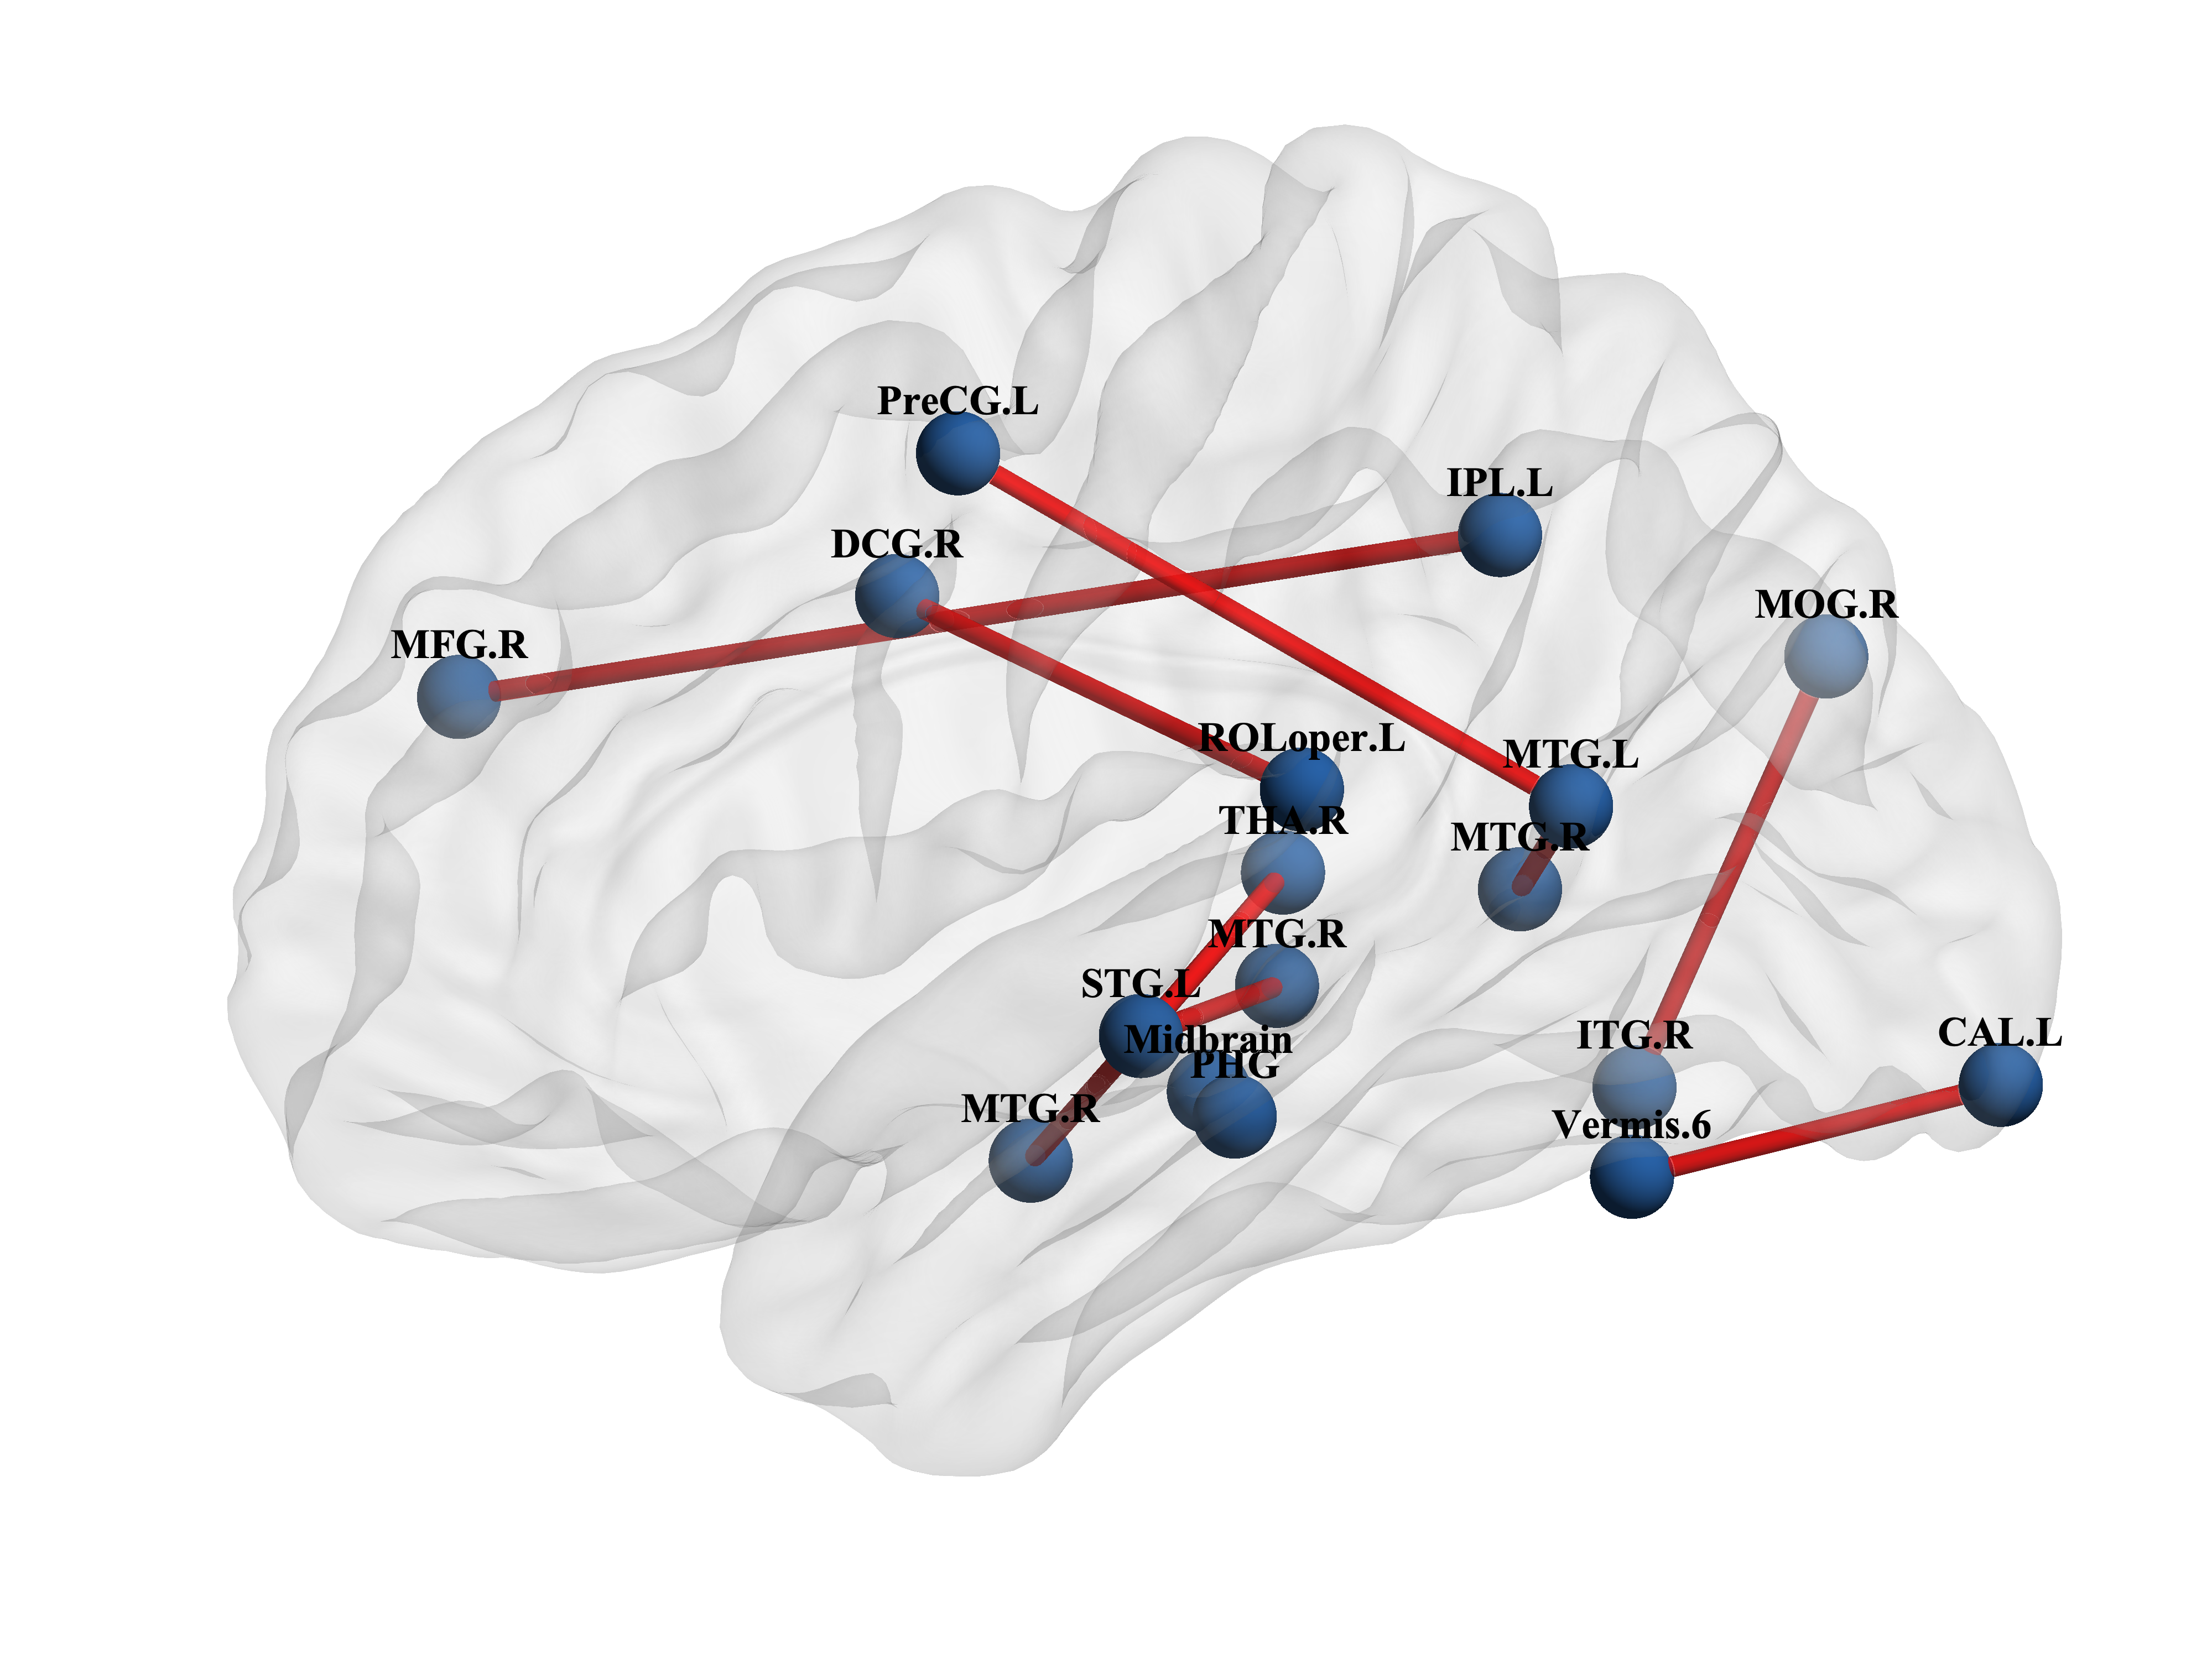 PreCG.L
IPL.L
DCG.R
MOG.R
MFG.R
ROLoper.L
MTG.L
THA.R
MTG.R
MTG.R
STG.L
Midbrain
PHG
ITG.R
CAL.L
MTG.R
Vermis.6